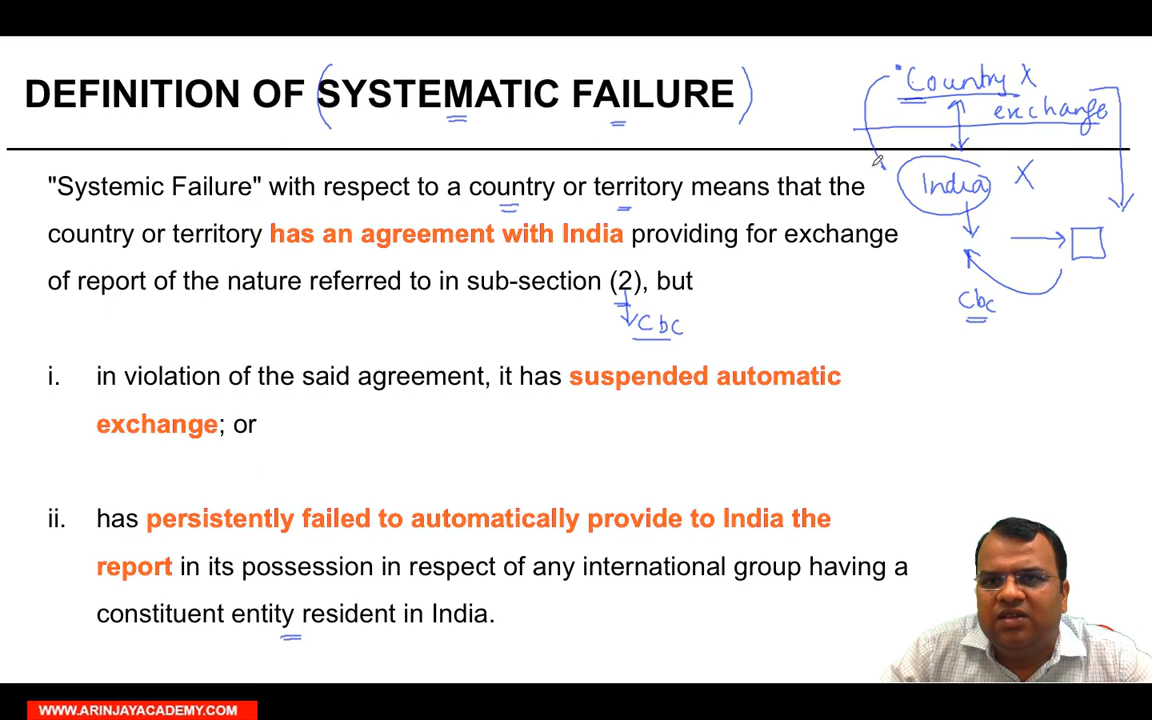 DEFINITION OF (SYSTEMATIC FAILURE)
Country X
exchange
"Systemic Failure" with respect to a country or territory means that the
India X
country or territory has an agreement with India providing for exchange
of report of the nature referred to in sub-section (2), but
Cbc
Cbc
i. in violation of the said agreement, it has suspended automatic
exchange; or
ii. has persistently failed to automatically provide to India the
report in its possession in respect of any international group having a
constituent entity resident in India.
WWW.ARINJAYACADEMY.COM